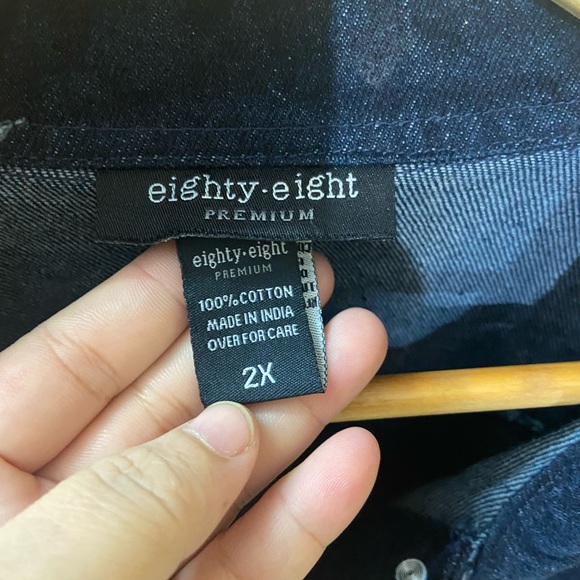 eighty·eight
PREMIUM
eighty·eight
PREMIUM
100%COTTON
MADE IN INDIA
OVER FOR CARE
2X